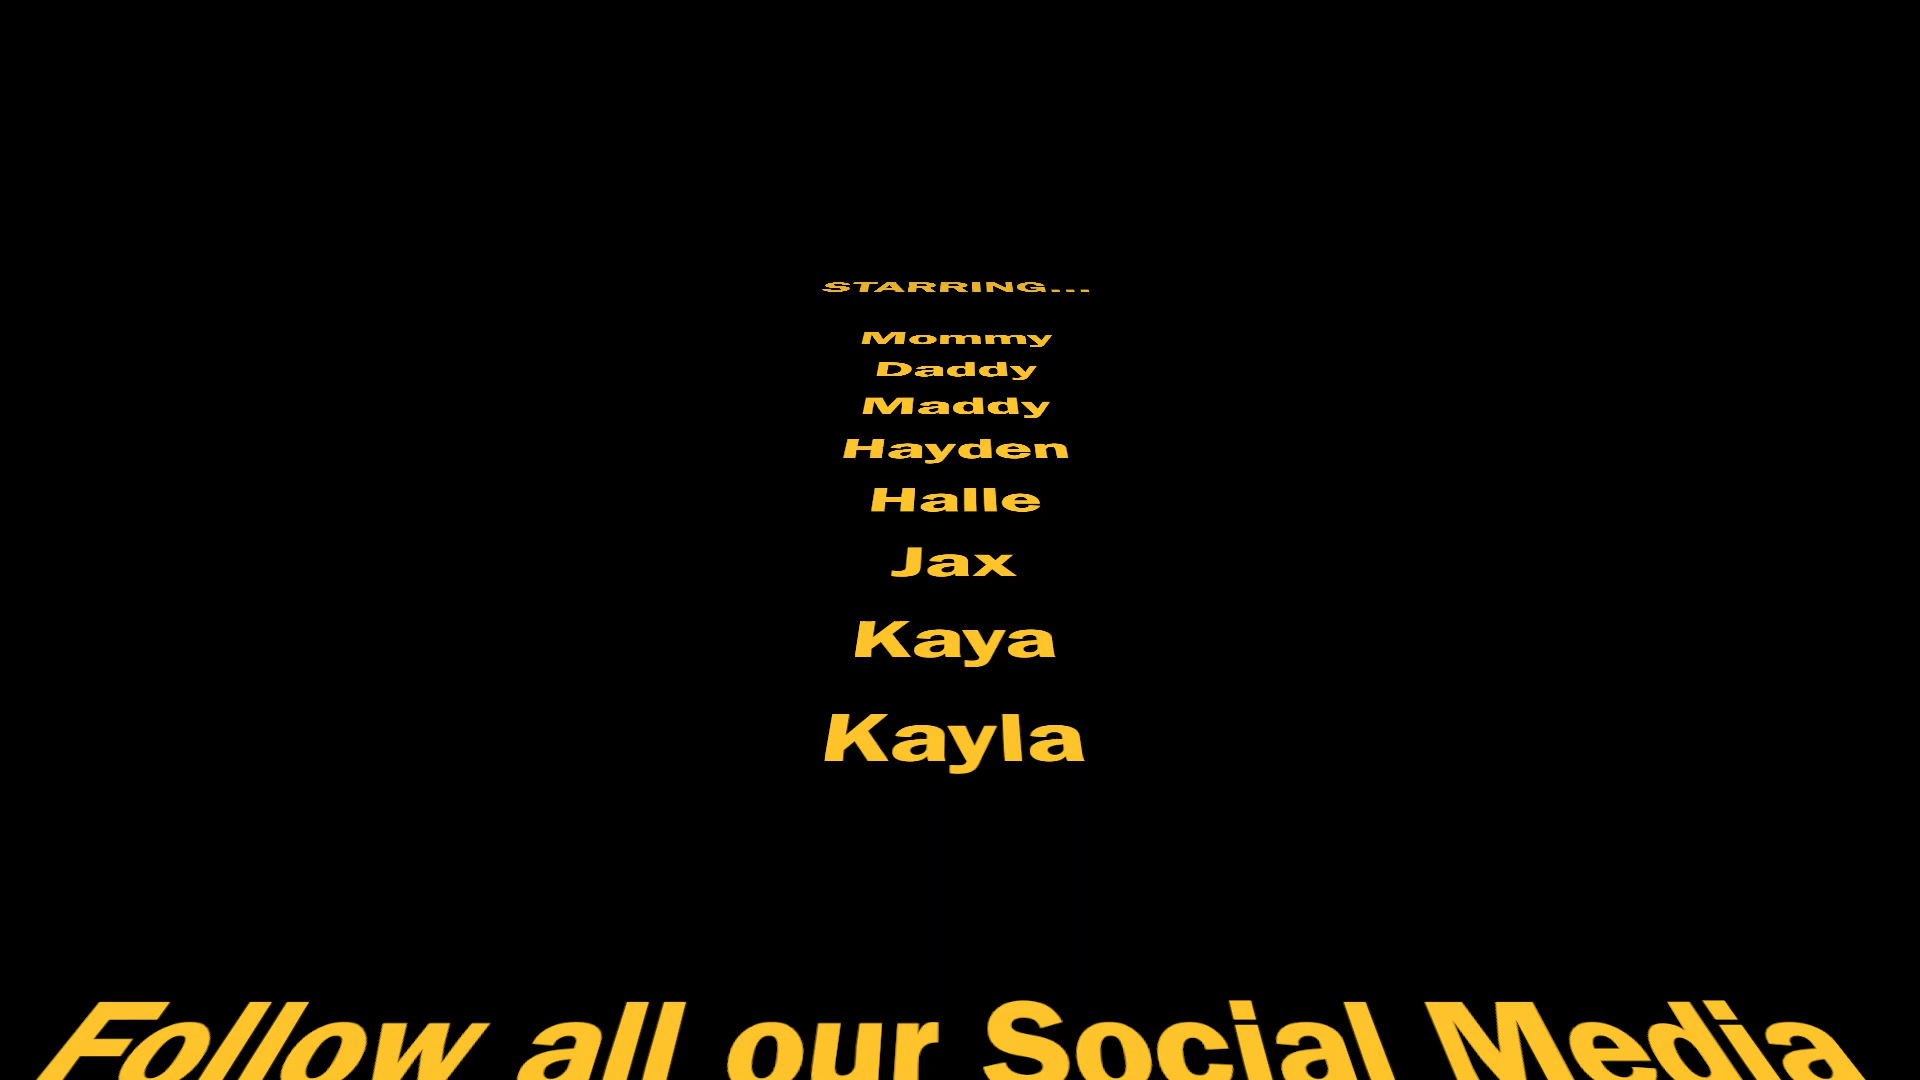 STARRING...
Mommy
Daddy
Maddy
Hayden
Halle
Jax
Kaya
Kayla
Follow all our Social Media